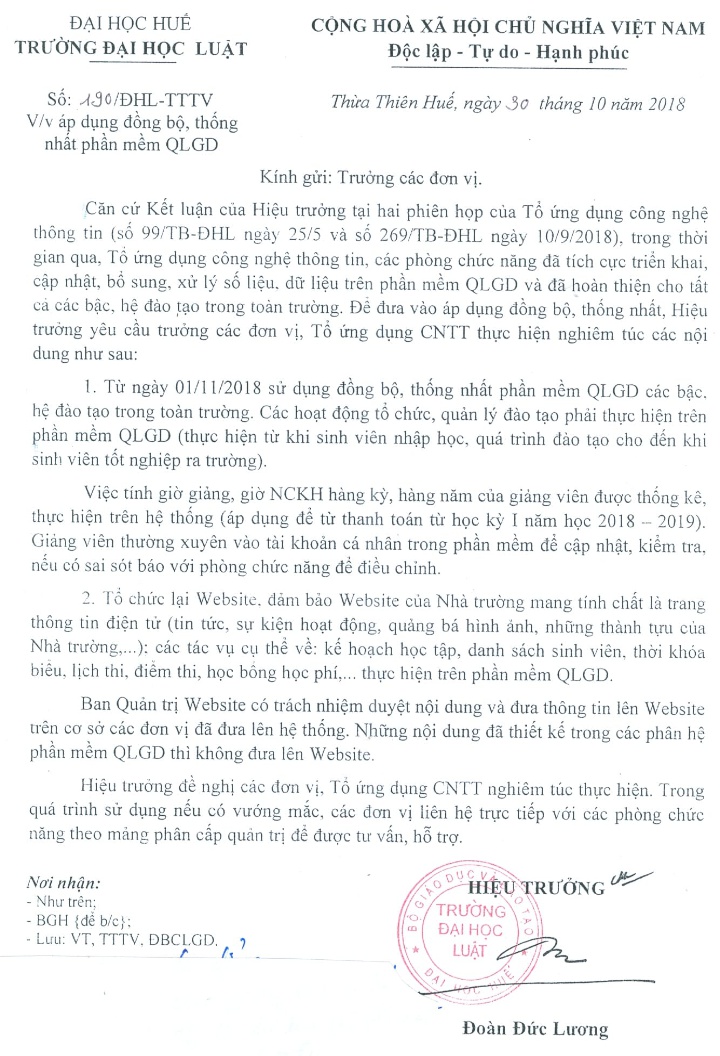 ĐẠI HỌC HUẾ
TRƯỜNG ĐẠI HỌC LUẬT
CỘNG HOÀ XÃ HỘI CHỦ NGHĨA VIỆT NAM
Độc lập - Tự do - Hạnh phúc
Số: 190/ĐHL-TTTV
V/v áp dụng đồng bộ, thống
nhất phần mềm QLGD
Thừa Thiên Huế, ngày 30 tháng 10 năm 2018
Kính gửi: Trưởng các đơn vị.
Căn cứ Kết luận của Hiệu trưởng tại hai phiên họp của Tổ ứng dụng công nghệ
thông tin (số 99/TB-ĐHL ngày 25/5 và số 269/TB-ĐHL ngày 10/9/2018), trong thời
gian qua, Tổ ứng dụng công nghệ thông tin, các phòng chức năng đã tích cực triển khai,
cập nhật, bổ sung, xử lý số liệu, dữ liệu trên phần mềm QLGD và đã hoàn thiện cho tất
cả các bậc, hệ đào tạo trong toàn trường. Để đưa vào áp dụng đồng bộ, thống nhất, Hiệu
trưởng yêu cầu trưởng các đơn vị, Tổ ứng dụng CNTT thực hiện nghiêm túc các nội
dung như sau:
1. Từ ngày 01/11/2018 sử dụng đồng bộ, thống nhất phần mềm QLGD các bậc,
hệ đào tạo trong toàn trường. Các hoạt động tổ chức, quản lý đào tạo phải thực hiện trên
phần mềm QLGD (thực hiện từ khi sinh viên nhập học, quá trình đào tạo cho đến khi
sinh viên tốt nghiệp ra trường).
Việc tính giờ giảng, giờ NCKH hàng kỳ, hàng năm của giảng viên được thống kê,
thực hiện trên hệ thống (áp dụng để từ thanh toán từ học kỳ I năm học 2018 – 2019).
Giảng viên thường xuyên vào tài khoản cá nhân trong phần mềm để cập nhật, kiểm tra,
nếu có sai sót báo với phòng chức năng để điều chỉnh.
2. Tổ chức lại Website, đảm bảo Website của Nhà trường mang tính chất là trang
thông tin điện tử (tin tức, sự kiện hoạt động, quảng bá hình ảnh, những thành tựu của
Nhà trường,...): các tác vụ cụ thể về: kế hoạch học tập, danh sách sinh viên, thời khóa
biểu, lịch thi, điểm thi, học bổng học phí,... thực hiện trên phần mềm QLGD.
Ban Quản trị Website có trách nhiệm duyệt nội dung và đưa thông tin lên Website
trên cơ sở các đơn vị đã đưa lên hệ thống. Những nội dung đã thiết kế trong các phân hệ
phần mềm QLGD thì không đưa lên Website.
Hiệu trưởng đề nghị các đơn vị, Tổ ứng dụng CNTT nghiêm túc thực hiện. Trong
quá trình sử dụng nếu có vướng mắc, các đơn vị liên hệ trực tiếp với các phòng chức
năng theo mảng phân cấp quản trị để được tư vấn, hỗ trợ.
Nơi nhận:
- Như trên;
- BGH {để b/c};
- Lưu: VT, TTTV, ĐBCLGD.
HIỆU TRƯỞNG
BỘ GIÁO DỤC VÀ ĐÀO TẠO
TRƯỜNG
ĐẠI HỌC
LUẬT
ĐẠI HỌC HUẾ
Đoàn Đức Lương